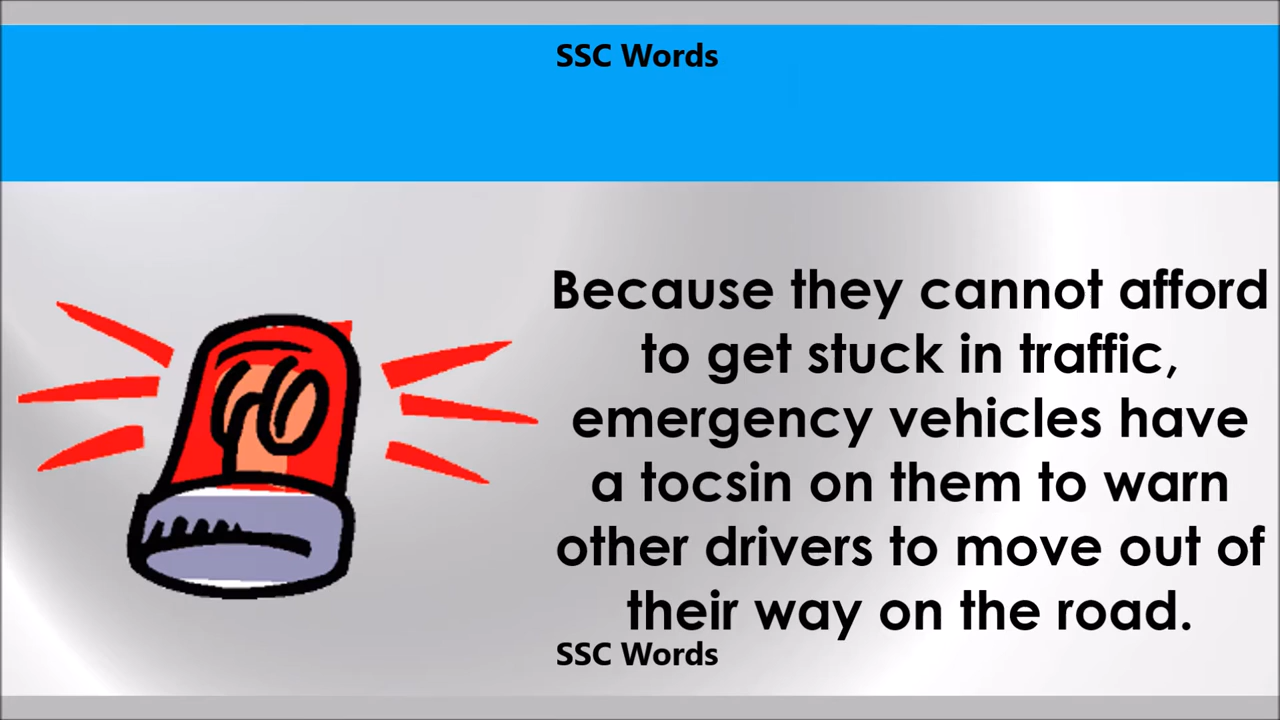 SSC Words
Because they cannot afford
to get stuck in traffic,
emergency vehicles have
a tocsin on them to warn
other drivers to move out of
their way on the road.
SSC Words